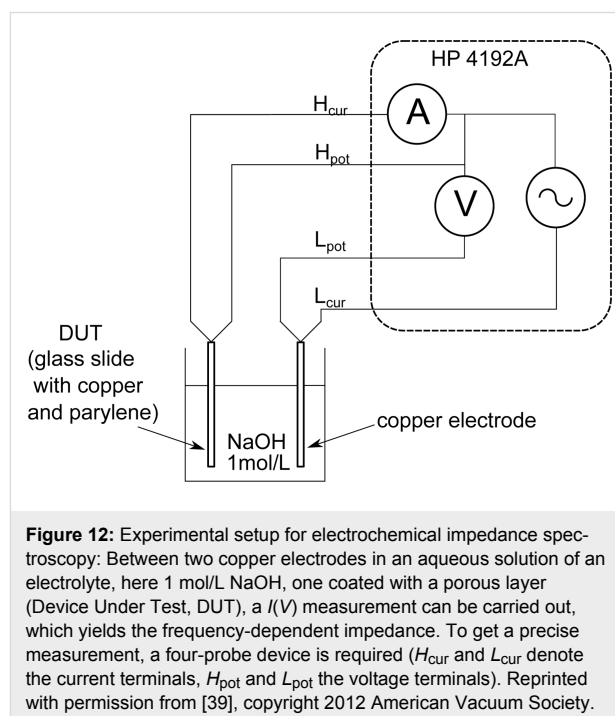 HP 4192A
H_cur
A
H_pot
V
L_pot
L_cur
DUT
(glass slide
with copper
and parylene)
copper electrode
NaOH
1mol/L
Figure 12: Experimental setup for electrochemical impedance spec-
troscopy: Between two copper electrodes in an aqueous solution of an
electrolyte, here 1 mol/L NaOH, one coated with a porous layer
(Device Under Test, DUT), a I(V) measurement can be carried out,
which yields the frequency-dependent impedance. To get a precise
measurement, a four-probe device is required (H_cur and L_cur denote
the current terminals, H_pot and L_pot the voltage terminals). Reprinted
with permission from [39], copyright 2012 American Vacuum Society.